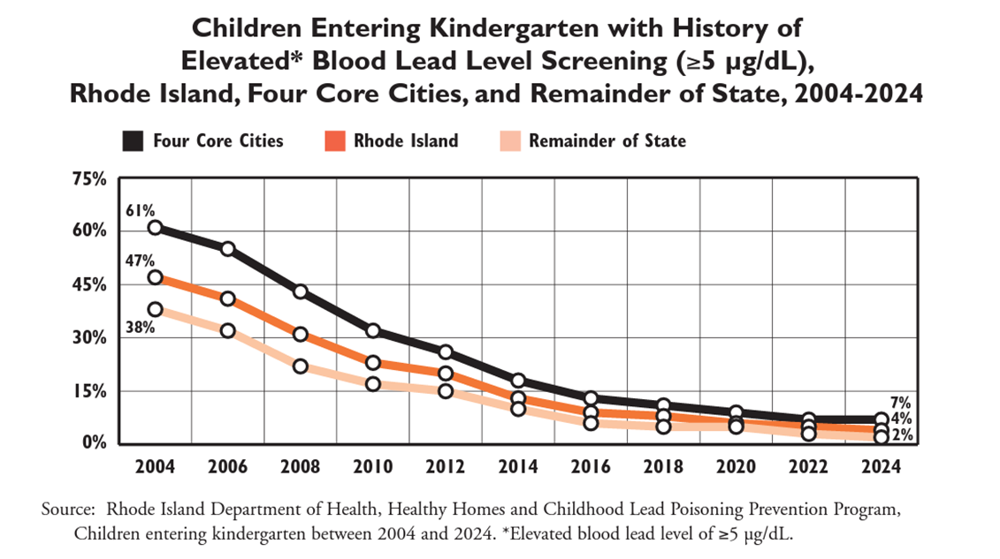 Children Entering Kindergarten with History of
Elevated* Blood Lead Level Screening (≥5 µg/dL),
Rhode Island, Four Core Cities, and Remainder of State, 2004-2024
Four Core Cities Rhode Island Remainder of State
75%
61%
60%
47%
45%
38%
30%
15%
7%
4%
2%
0%
2004 2006 2008 2010 2012 2014 2016 2018 2020 2022 2024
Source: Rhode Island Department of Health, Healthy Homes and Childhood Lead Poisoning Prevention Program,
Children entering kindergarten between 2004 and 2024. *Elevated blood lead level of ≥5 µg/dL.